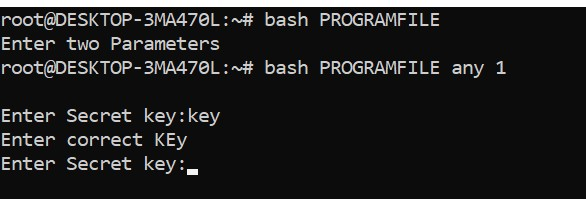 root@DESKTOP-3MA470L:~# bash PROGRAMFILE
Enter two Parameters
root@DESKTOP-3MA470L:~# bash PROGRAMFILE any 1
Enter Secret key:key
Enter correct KEy
Enter Secret key: